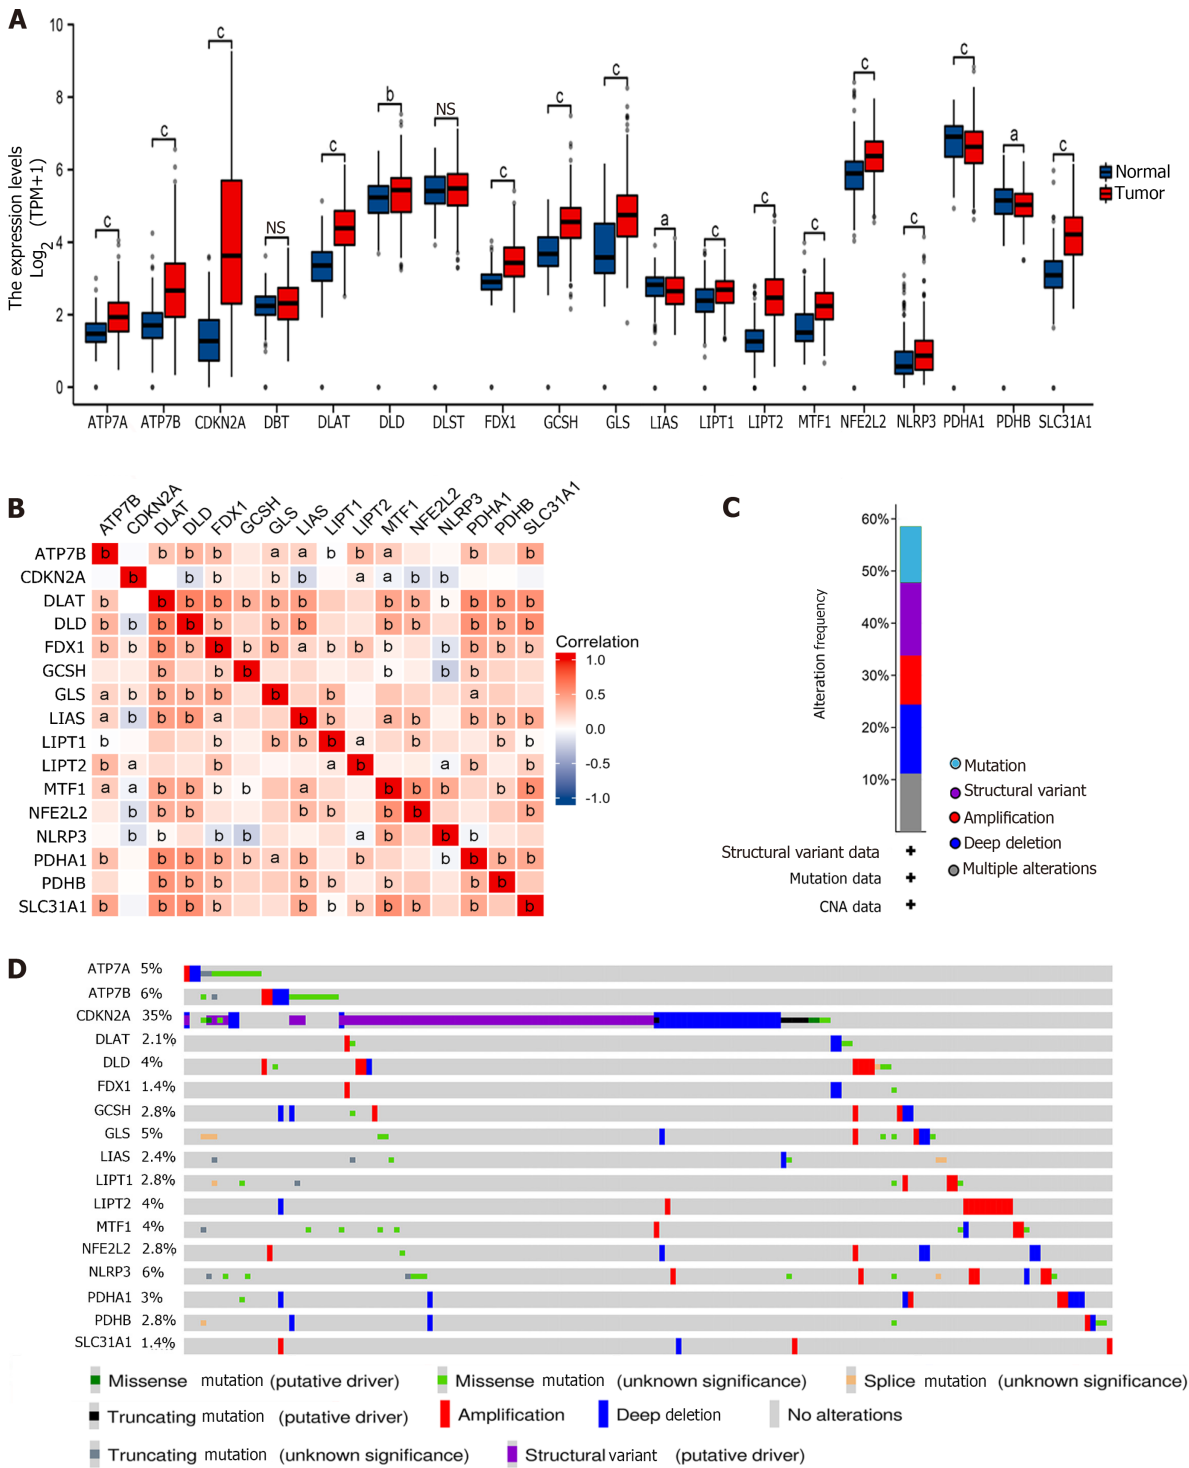 A
The expression levels
Log2 (TPM+1)
10
8
6
4
2
0
c c c NS c b NS c c c a c c c c c c a c
Normal
Tumor
ATP7A ATP7B CDKN2A DBT DLAT DLD DLST FDX1 GCSH GLS LIAS LIPT1 LIPT2 MTF1 NFE2L2 NLRP3 PDHA1 PDHB SLC31A1
B
ATP7B CDKN2A DLAT DLD FDX1 GCSH GLS LIAS LIPT1 LIPT2 MTF1 NFE2L2 NLRP3 PDHA1 PDHB SLC31A1
ATP7B b b b b a a b b a b b
CDKN2A b b b b b a a b b
DLAT b b b b b b b b b b b b b
DLD b b b b b b b b b b b b
FDX1 b b b b b b b a b b b b b b b
GCSH b b b b b b
GLS a b b b b b b a
LIAS a b b b a b b a b b b b
LIPT1 b b b b b a b b b
LIPT2 b a b a b a b b
MTF1 a a b b b b a b b b b b
NFE2L2 b b b b b b b b
NLRP3 b b b b a b b b
PDHA1 b b b b b a b b b b b b
PDHB b b b b b b b b
SLC31A1 b b b b b b b b b b b
Correlation
1.0
0.5
0.0
-0.5
-1.0
C
Alteration frequency
60%
50%
40%
30%
20%
10%
Mutation
Structural variant
Amplification
Deep deletion
Multiple alterations
Structural variant data +
Mutation data +
CNA data +
D
ATP7A 5%
ATP7B 6%
CDKN2A 35%
DLAT 2.1%
DLD 4%
FDX1 1.4%
GCSH 2.8%
GLS 5%
LIAS 2.4%
LIPT1 2.8%
LIPT2 4%
MTF1 4%
NFE2L2 2.8%
NLRP3 6%
PDHA1 3%
PDHB 2.8%
SLC31A1 1.4%
Missense mutation (putative driver) Missense mutation (unknown significance) Splice mutation (unknown significance)
Truncating mutation (putative driver) Amplification Deep deletion No alterations
Truncating mutation (unknown significance) Structural variant (putative driver)